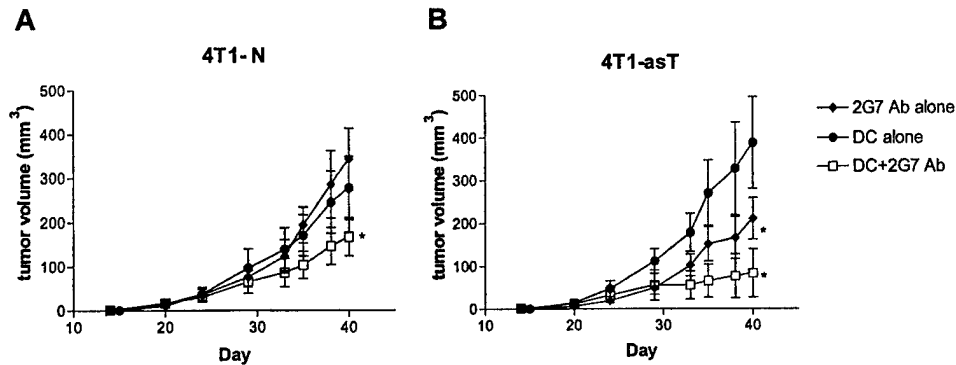 A
4T1- N
tumor volume (mm3)
500
400
300
200
100
0
10
20
30
40
Day
*
B
4T1-asT
tumor volume (mm3)
500
400
300
200
100
0
10
20
30
40
Day
*
*
2G7 Ab alone
DC alone
DC+2G7 Ab